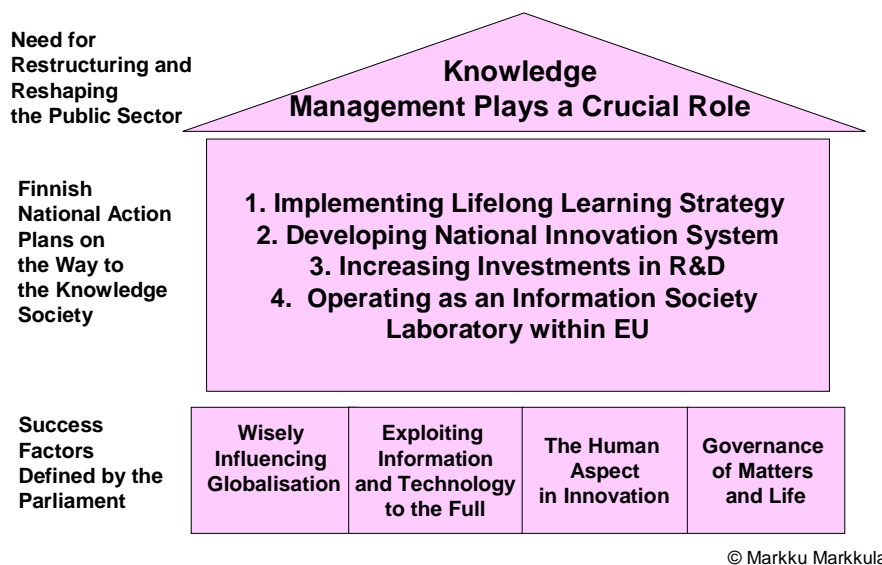 Need for
Restructuring and
Reshaping
the Public Sector
Knowledge
Management Plays a Crucial Role
Finnish
National Action
Plans on
the Way to
the Knowledge
Society
1. Implementing Lifelong Learning Strategy
2. Developing National Innovation System
3. Increasing Investments in R&D
4. Operating as an Information Society
Laboratory within EU
Success
Factors
Defined by the
Parliament
Wisely
Influencing
Globalisation
Exploiting
Information
and Technology
to the Full
The Human
Aspect
in Innovation
Governance
of Matters
and Life
© Markku Markkula